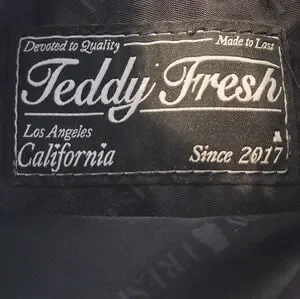 Devoted to Quality Made to Last
Teddy Fresh
Los Angeles
California Since 2017